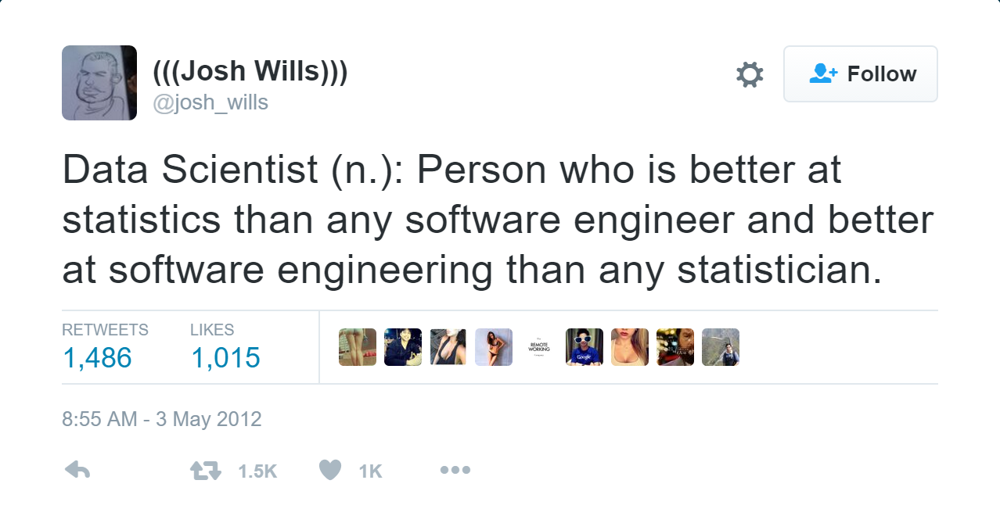 (((Josh Wills)))
@josh_wills
Follow
Data Scientist (n.): Person who is better at
statistics than any software engineer and better
at software engineering than any statistician.
RETWEETS
1,486
LIKES
1,015
REMOTE
WORKING
Google
8:55 AM - 3 May 2012
1.5K
1K